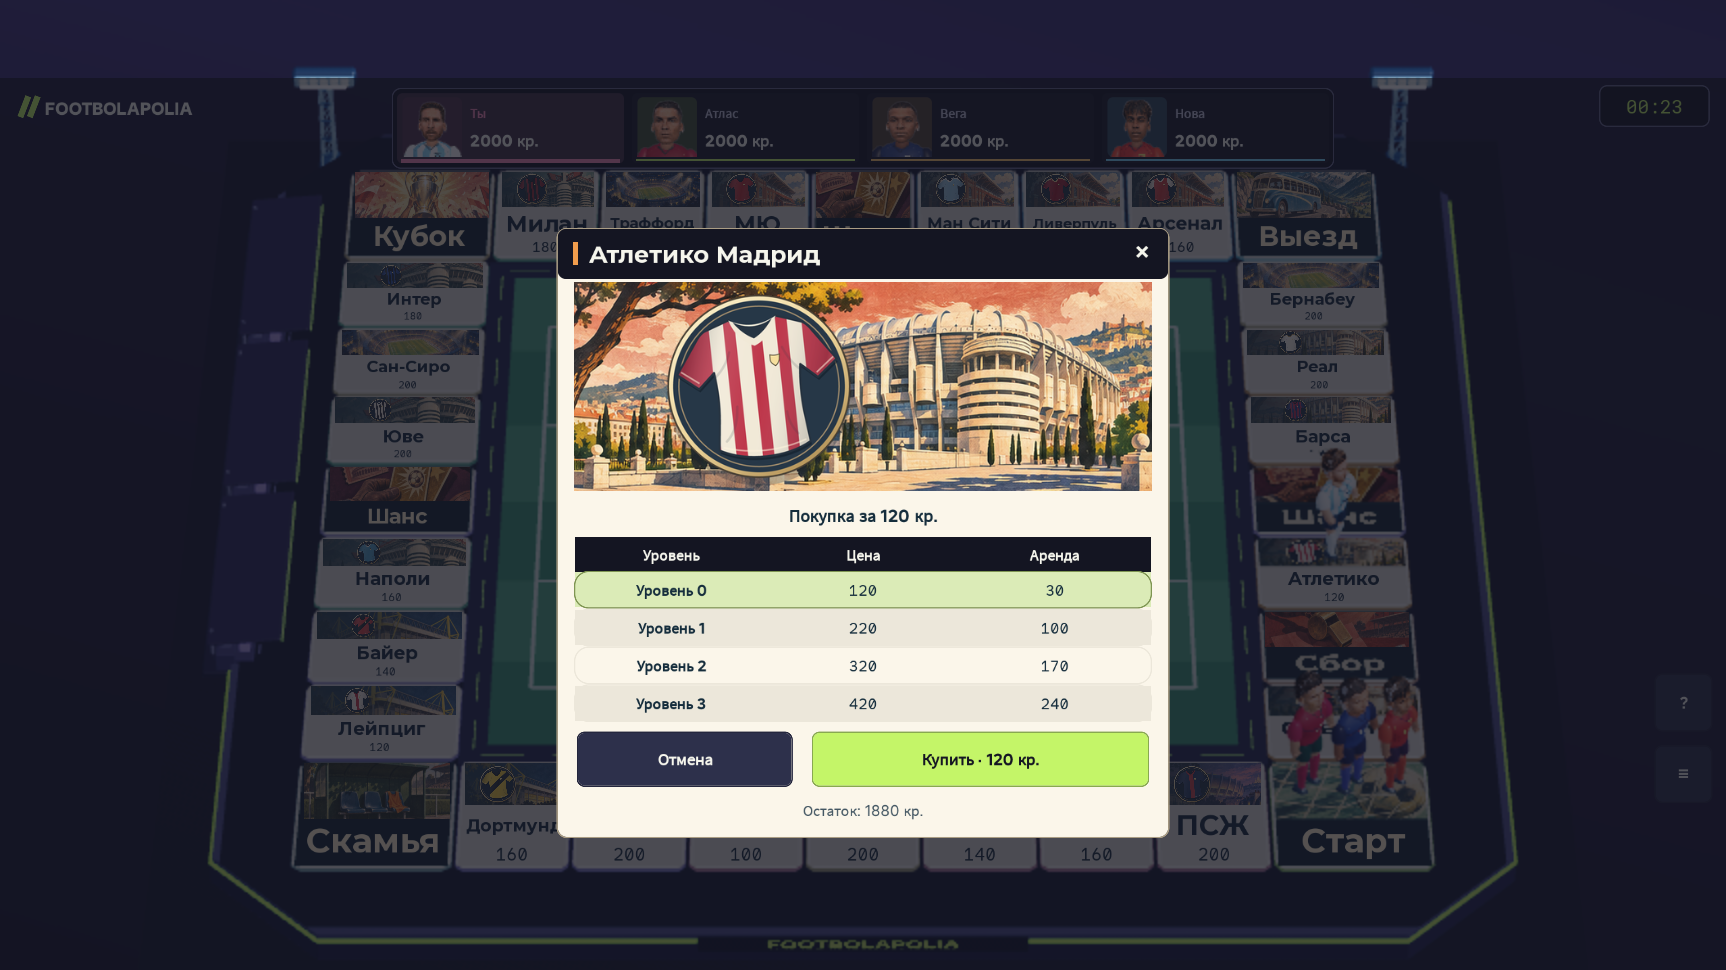 FOOTBOLAPOLIA
Ты
2000 кр.
Атлас
2000 кр.
Вега
2000 кр.
Нова
2000 кр.
00:23
Кубок
Милан
180
Траффорд
МЮ
Ман Сити
Ливерпуль
Арсенал
160
Выезд
Интер
180
Сан-Сиро
200
Юве
200
Шанс
Наполи
160
Байер
140
Лейпциг
120
Бернабеу
200
Реал
200
Барса
Шанс
Атлетико
120
Сбор
Атлетико Мадрид
×
Покупка за 120 кр.
Уровень Цена Аренда
Уровень 0 120 30
Уровень 1 220 100
Уровень 2 320 170
Уровень 3 420 240
Отмена
Купить · 120 кр.
Остаток: 1880 кр.
?
≡
Скамья
Дортмунд
160
200
100
200
140
160
ПСЖ
200
Старт
FOOTBOLAPOLIA